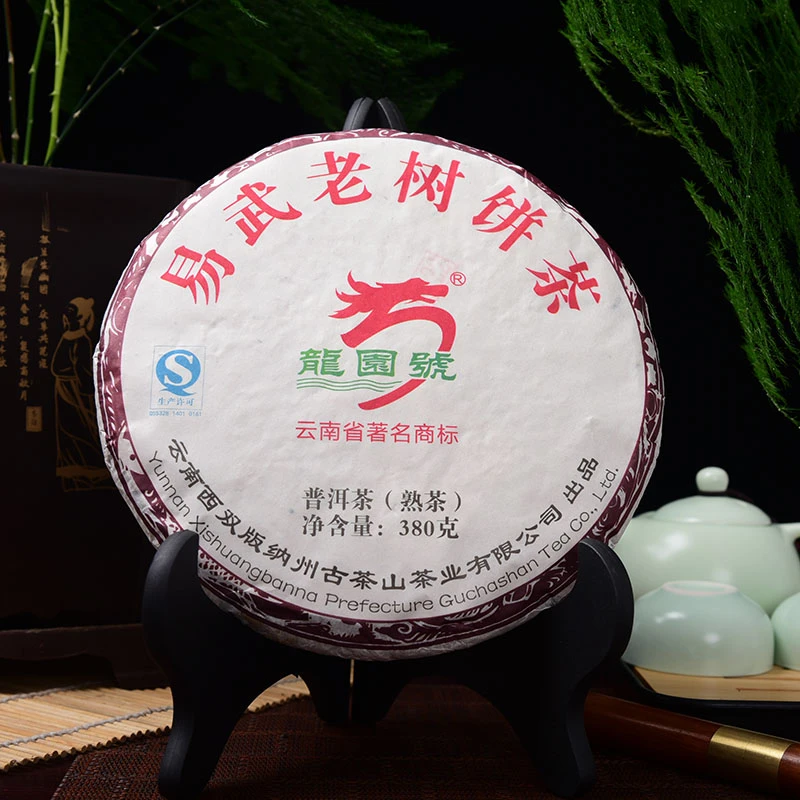 易武老树饼茶
®
龍園號
云南省著名商标
生产许可
普洱茶（熟茶）
净含量：380克
云南西双版纳州古茶山茶业有限公司 出品
Yunnan Xishuangbanna Prefecture Guchashan Tea Co., Ltd.